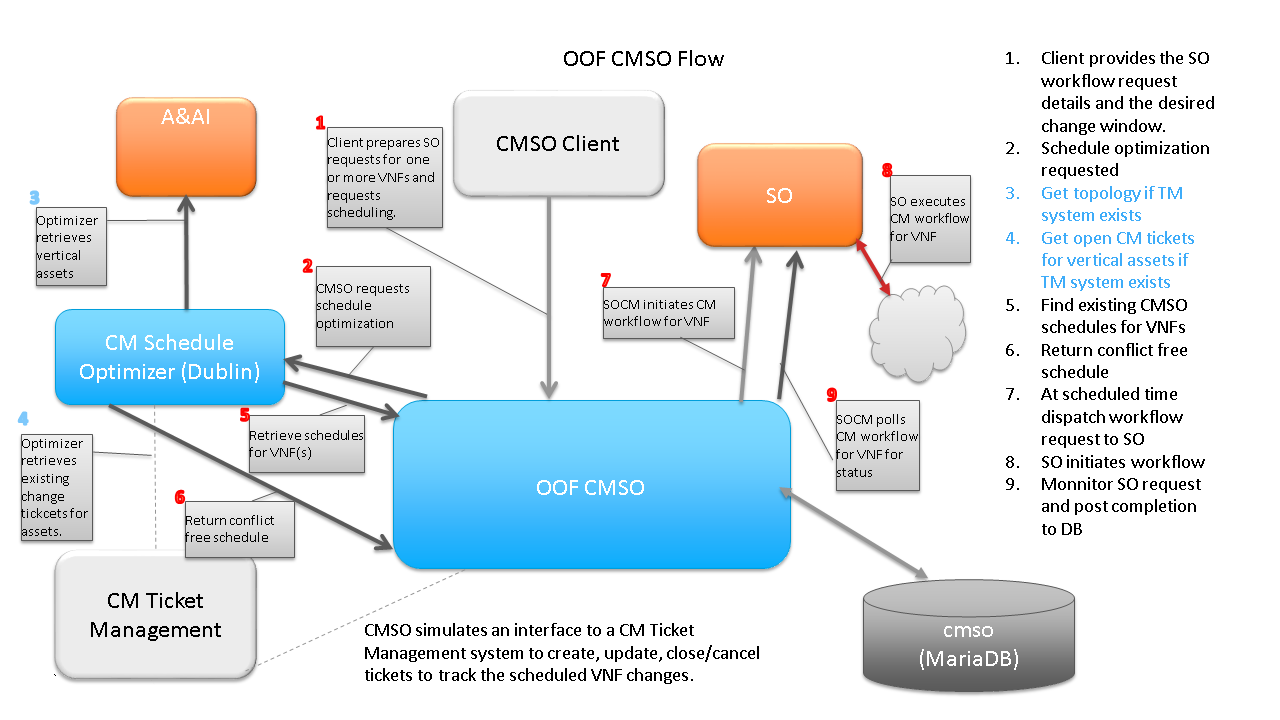 OOF CMSO Flow
A&AI
1
Client prepares SO
requests for one
or more VNFs and
requests
scheduling.
CMSO Client
SO
8
SO executes
CM workflow
for VNF
3
Optimizer
retrieves
vertical
assets
2
CMSO requests
schedule
optimization
7
SOCM initiates CM
workflow for VNF
CM Schedule
Optimizer (Dublin)
4
Optimizer
retrieves
existing
change
tickcets for
assets.
5
Retrieve schedules
for VNF(s)
6
Return conflict
free schedule
9
SOCM polls
CM workflow
for VNF for
status
OOF CMSO
CM Ticket
Management
CMSO simulates an interface to a CM Ticket
Management system to create, update, close/cancel
tickets to track the scheduled VNF changes.
cmso
(MariaDB)
1. Client provides the SO
workflow request
details and the desired
change window.
2. Schedule optimization
requested
3. Get topology if TM
system exists
4. Get open CM tickets
for vertical assets if
TM system exists
5. Find existing CMSO
schedules for VNFs
6. Return conflict free
schedule
7. At scheduled time
dispatch workflow
request to SO
8. SO initiates workflow
9. Monnitor SO request
and post completion
to DB